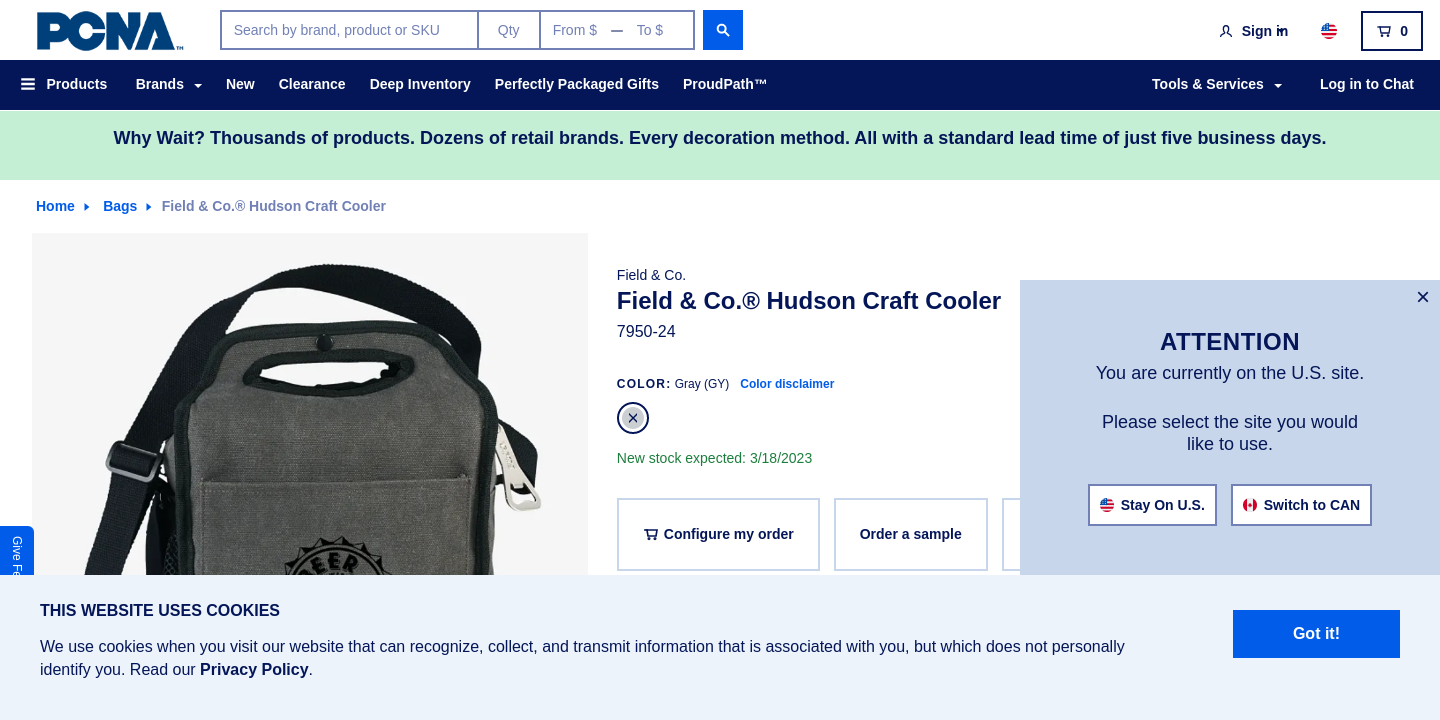 PCNA™
Search by brand, product or SKU
Qty
From $ — To $
Sign in
0
Products
Brands
New
Clearance
Deep Inventory
Perfectly Packaged Gifts
ProudPath™
Tools & Services
Log in to Chat
Why Wait? Thousands of products. Dozens of retail brands. Every decoration method. All with a standard lead time of just five business days.
Home
Bags
Field & Co.® Hudson Craft Cooler
Field & Co.
Field & Co.® Hudson Craft Cooler
7950-24
COLOR: Gray (GY) Color disclaimer
New stock expected: 3/18/2023
Configure my order
Order a sample
×
ATTENTION
You are currently on the U.S. site.
Please select the site you would
like to use.
Stay On U.S.
Switch to CAN
Give
THIS WEBSITE USES COOKIES
We use cookies when you visit our website that can recognize, collect, and transmit information that is associated with you, but which does not personally
identify you. Read our Privacy Policy.
Got it!